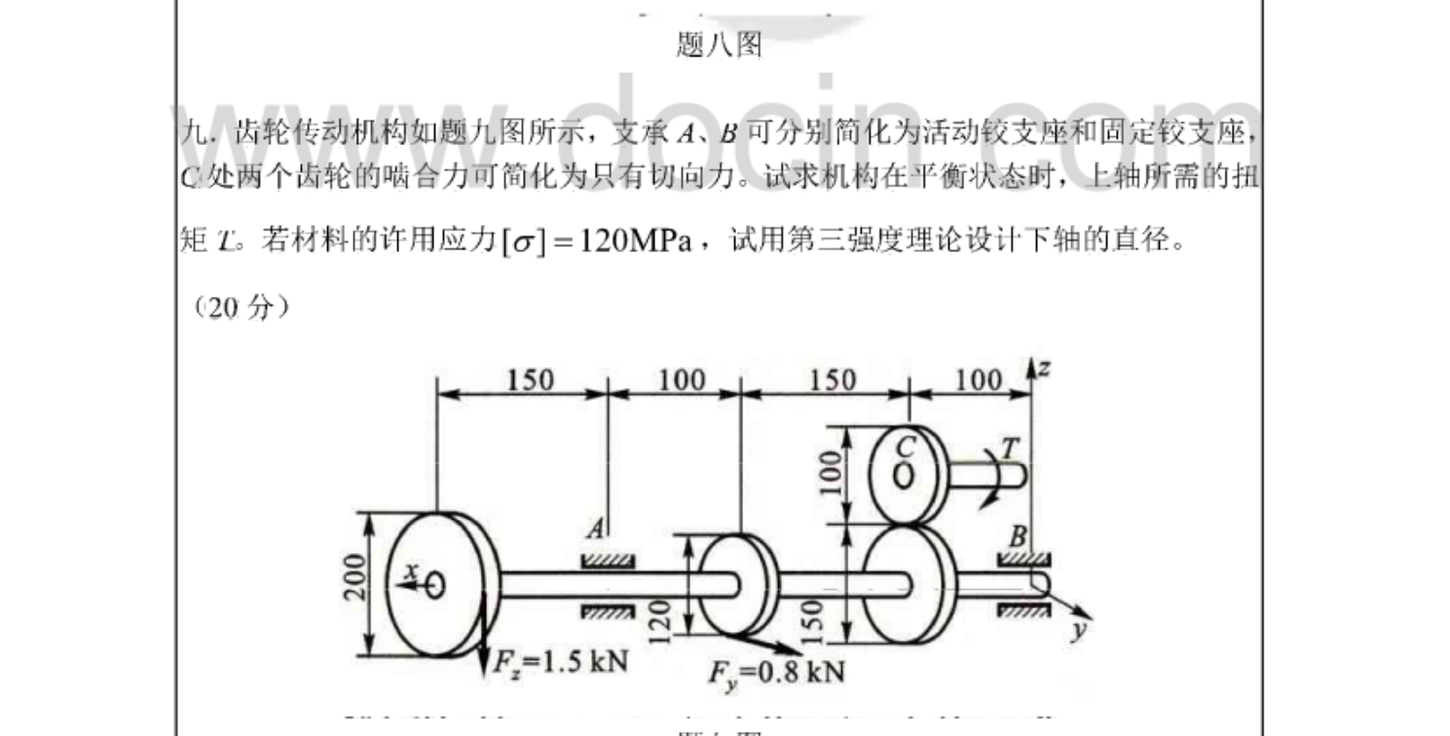 题八图
www.docin.com
九. 齿轮传动机构如题九图所示，支承 A、B 可分别简化为活动铰支座和固定铰支座，
C 处两个齿轮的啮合力可简化为只有切向力。试求机构在平衡状态时，上轴所需的扭
矩 T。若材料的许用应力[σ]=120MPa，试用第三强度理论设计下轴的直径。
（20 分）
150 100 150 100 z
C T
100
A B
200 x
120 150
y
F_z=1.5 kN F_y=0.8 kN